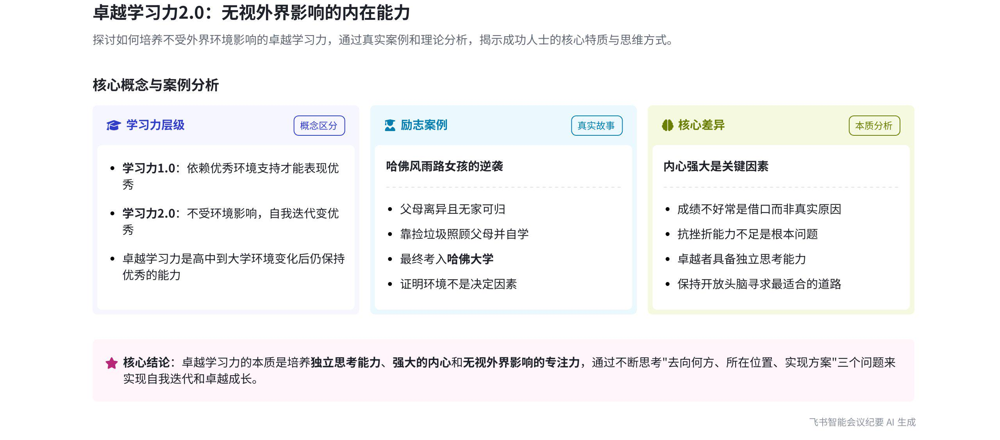 卓越学习力2.0：无视外界影响的内在能力
探讨如何培养不受外界环境影响的卓越学习力，通过真实案例和理论分析，揭示成功人士的核心特质与思维方式。
核心概念与案例分析
学习力层级
概念区分
学习力1.0：依赖优秀环境支持才能表现优
秀
学习力2.0：不受环境影响，自我迭代变优
秀
卓越学习力是高中到大学环境变化后仍保持
优秀的能力
励志案例
真实故事
哈佛风雨路女孩的逆袭
父母离异且无家可归
靠捡垃圾照顾父母并自学
最终考入哈佛大学
证明环境不是决定因素
核心差异
本质分析
内心强大是关键因素
成绩不好常是借口而非真实原因
抗挫折能力不足是根本问题
卓越者具备独立思考能力
保持开放头脑寻求最适合的道路
核心结论：卓越学习力的本质是培养独立思考能力、强大的内心和无视外界影响的专注力，通过不断思考"去向何方、所在位置、实现方案"三个问题来
实现自我迭代和卓越成长。
飞书智能会议纪要 AI 生成